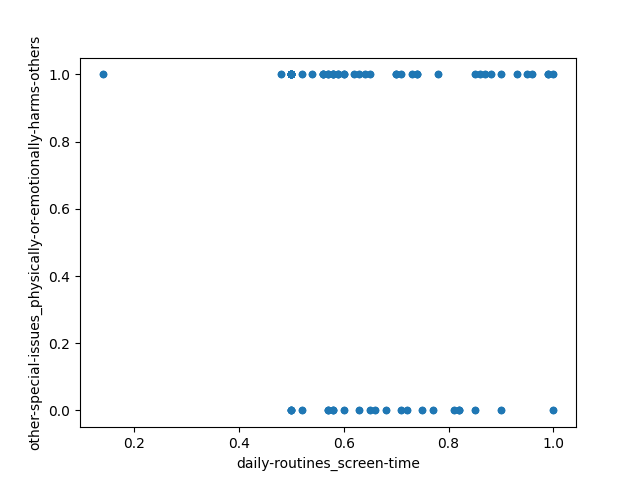 other-special-issues_physically-or-emotionally-harms-others
1.0
0.8
0.6
0.4
0.2
0.0
0.2 0.4 0.6 0.8 1.0
daily-routines_screen-time